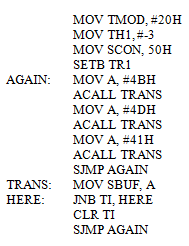 MOV TMOD, #20H
MOV TH1, #-3
MOV SCON, 50H
SETB TR1
AGAIN: MOV A, #4BH
ACALL TRANS
MOV A, #4DH
ACALL TRANS
MOV A, #41H
ACALL TRANS
SJMP AGAIN
TRANS: MOV SBUF, A
HERE: JNB TI, HERE
CLR TI
SJMP AGAIN